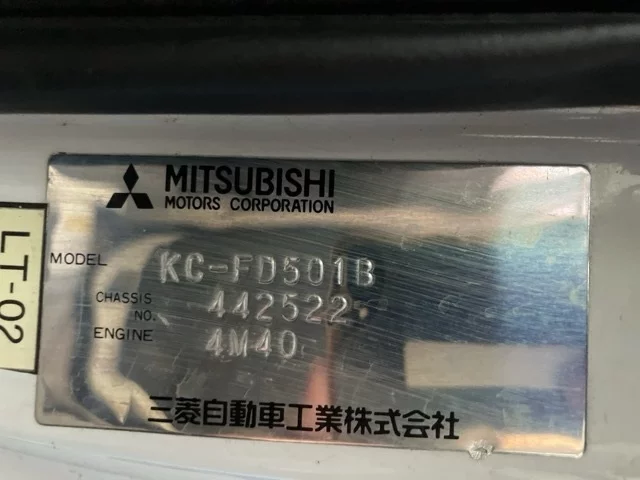 MITSUBISHI
MOTORS CORPORATION
MODEL KC-FD501B
CHASSIS NO. 442522
ENGINE 4M40
三菱自動車工業株式会社
LT-02